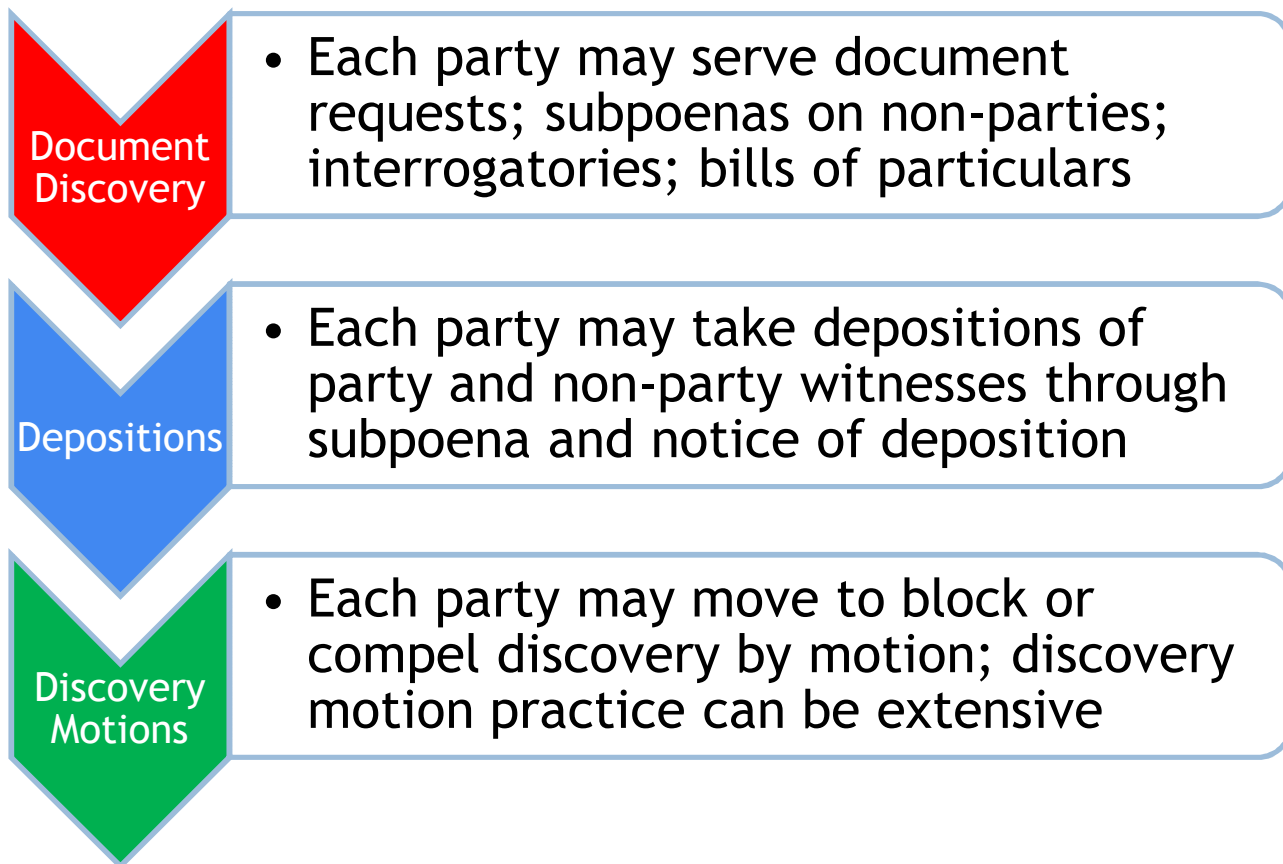 Document
Discovery
• Each party may serve document
requests; subpoenas on non-parties;
interrogatories; bills of particulars
Depositions
• Each party may take depositions of
party and non-party witnesses through
subpoena and notice of deposition
Discovery
Motions
• Each party may move to block or
compel discovery by motion; discovery
motion practice can be extensive